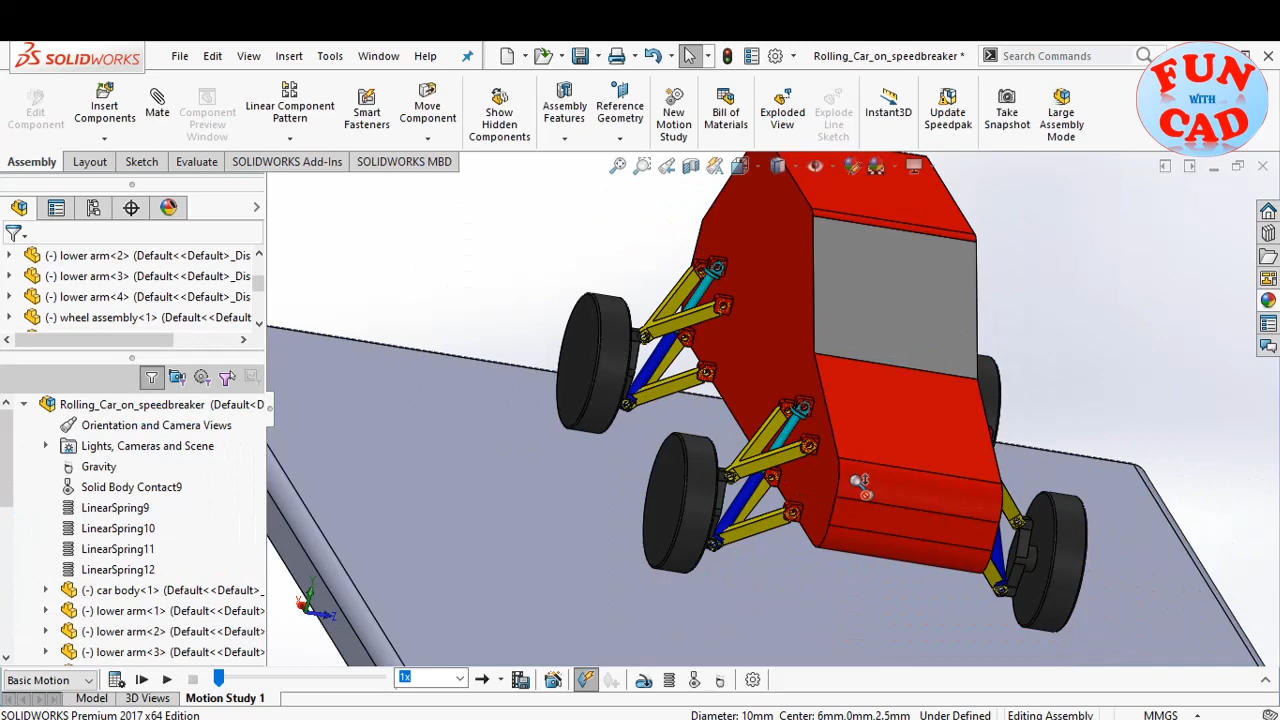 SOLIDWORKS
File Edit View Insert Tools Window Help
Rolling_Car_on_speedbreaker *
Search Commands
FUN
WITH
CAD
Edit Component
Insert Components
Mate
Component Preview Window
Linear Component Pattern
Smart Fasteners
Move Component
Show Hidden Components
Assembly Features
Reference Geometry
New Motion Study
Bill of Materials
Exploded View
Explode Line Sketch
Instant3D
Update Speedpak
Take Snapshot
Large Assembly Mode
Assembly Layout Sketch Evaluate SOLIDWORKS Add-Ins SOLIDWORKS MBD
(-) lower arm<2> (Default<<Default>_Dis
(-) lower arm<3> (Default<<Default>_Dis
(-) lower arm<4> (Default<<Default>_Dis
(-) wheel assembly<1> (Default<Default
Rolling_Car_on_speedbreaker (Default<D
Orientation and Camera Views
Lights, Cameras and Scene
Gravity
Solid Body Contact9
LinearSpring9
LinearSpring10
LinearSpring11
LinearSpring12
(-) car body<1> (Default<<Default>_
(-) lower arm<1> (Default<<Default)
(-) lower arm<2> (Default<<Default)
(-) lower arm<3> (Default<<Default)
Y
Z
Basic Motion
1x
Model 3D Views Motion Study 1
SOLIDWORKS Premium 2017 x64 Edition
Diameter: 10mm Center: 6mm,0mm,2.5mm Under Defined Editing Assembly MMGS